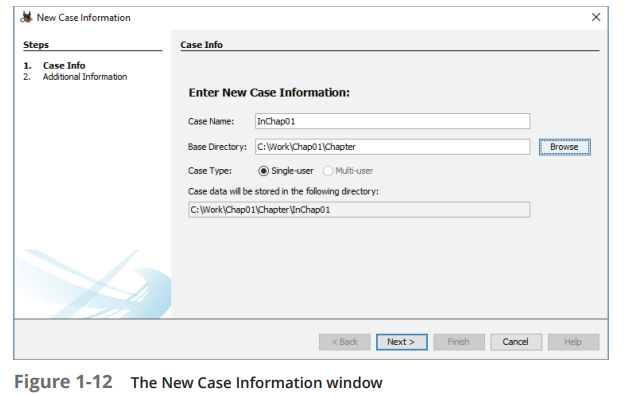 New Case Information
Steps
1. Case Info
2. Additional Information
Case Info
Enter New Case Information:
Case Name: InChap01
Base Directory: C:\Work\Chap01\Chapter Browse
Case Type: Single-user Multi-user
Case data will be stored in the following directory:
C:\Work\Chap01\Chapter\InChap01
< Back Next > Finish Cancel Help
Figure 1-12 The New Case Information window